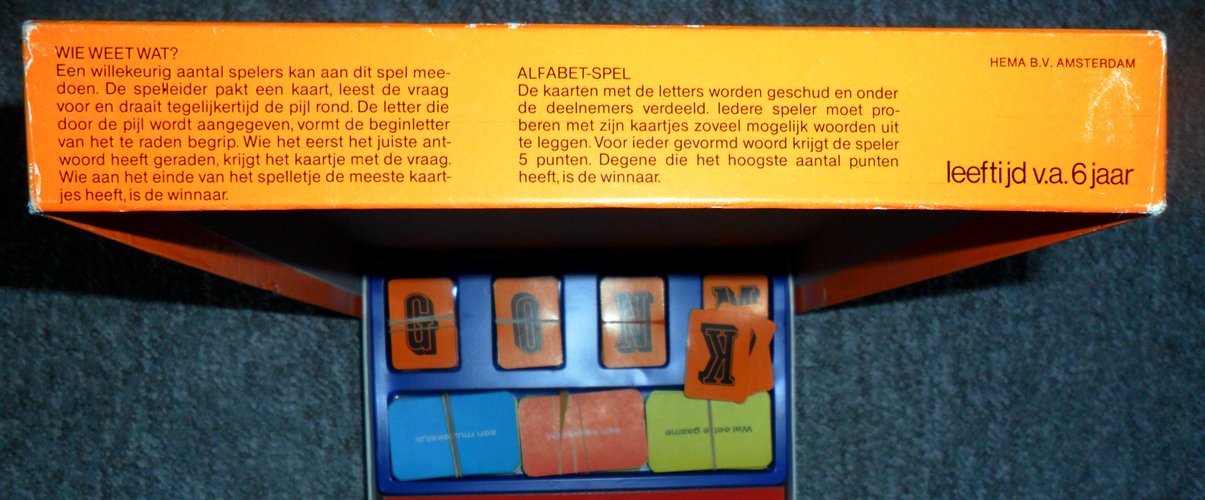 WIE WEET WAT?
Een willekeurig aantal spelers kan aan dit spel mee-
doen. De spelleider pakt een kaart, leest de vraag
voor en draait tegelijkertijd de pijl rond. De letter die
door de pijl wordt aangegeven, vormt de beginletter
van het te raden begrip. Wie het eerst het juiste ant-
woord heeft geraden, krijgt het kaartje met de vraag.
Wie aan het einde van het spelletje de meeste kaart-
jes heeft, is de winnaar.
ALFABET-SPEL
De kaarten met de letters worden geschud en onder
de deelnemers verdeeld. Iedere speler moet pro-
beren met zijn kaartjes zoveel mogelijk woorden uit
te leggen. Voor ieder gevormd woord krijgt de speler
5 punten. Degene die het hoogste aantal punten
heeft, is de winnaar.
HEMA B.V. AMSTERDAM
leeftijd v.a. 6 jaar
G O N M
K
een muziekstuk
een
Wat eet je gaarne